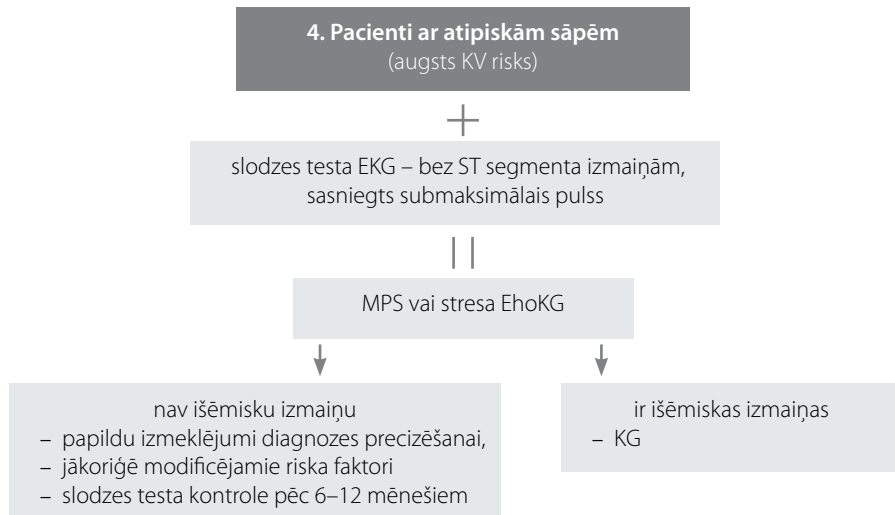 4. Pacienti ar atipiskām sāpēm
(augsts KV risks)
+
slodzes testa EKG – bez ST segmenta izmaiņām,
sasniegts submaksimālais pulss
MPS vai stresa EhoKG
nav išēmisku izmaiņu
– papildu izmeklējumi diagnozes precizēšanai,
– jākoriģē modificējamie riska faktori
– slodzes testa kontrole pēc 6–12 mēnešiem
ir išēmiskas izmaiņas
– KG